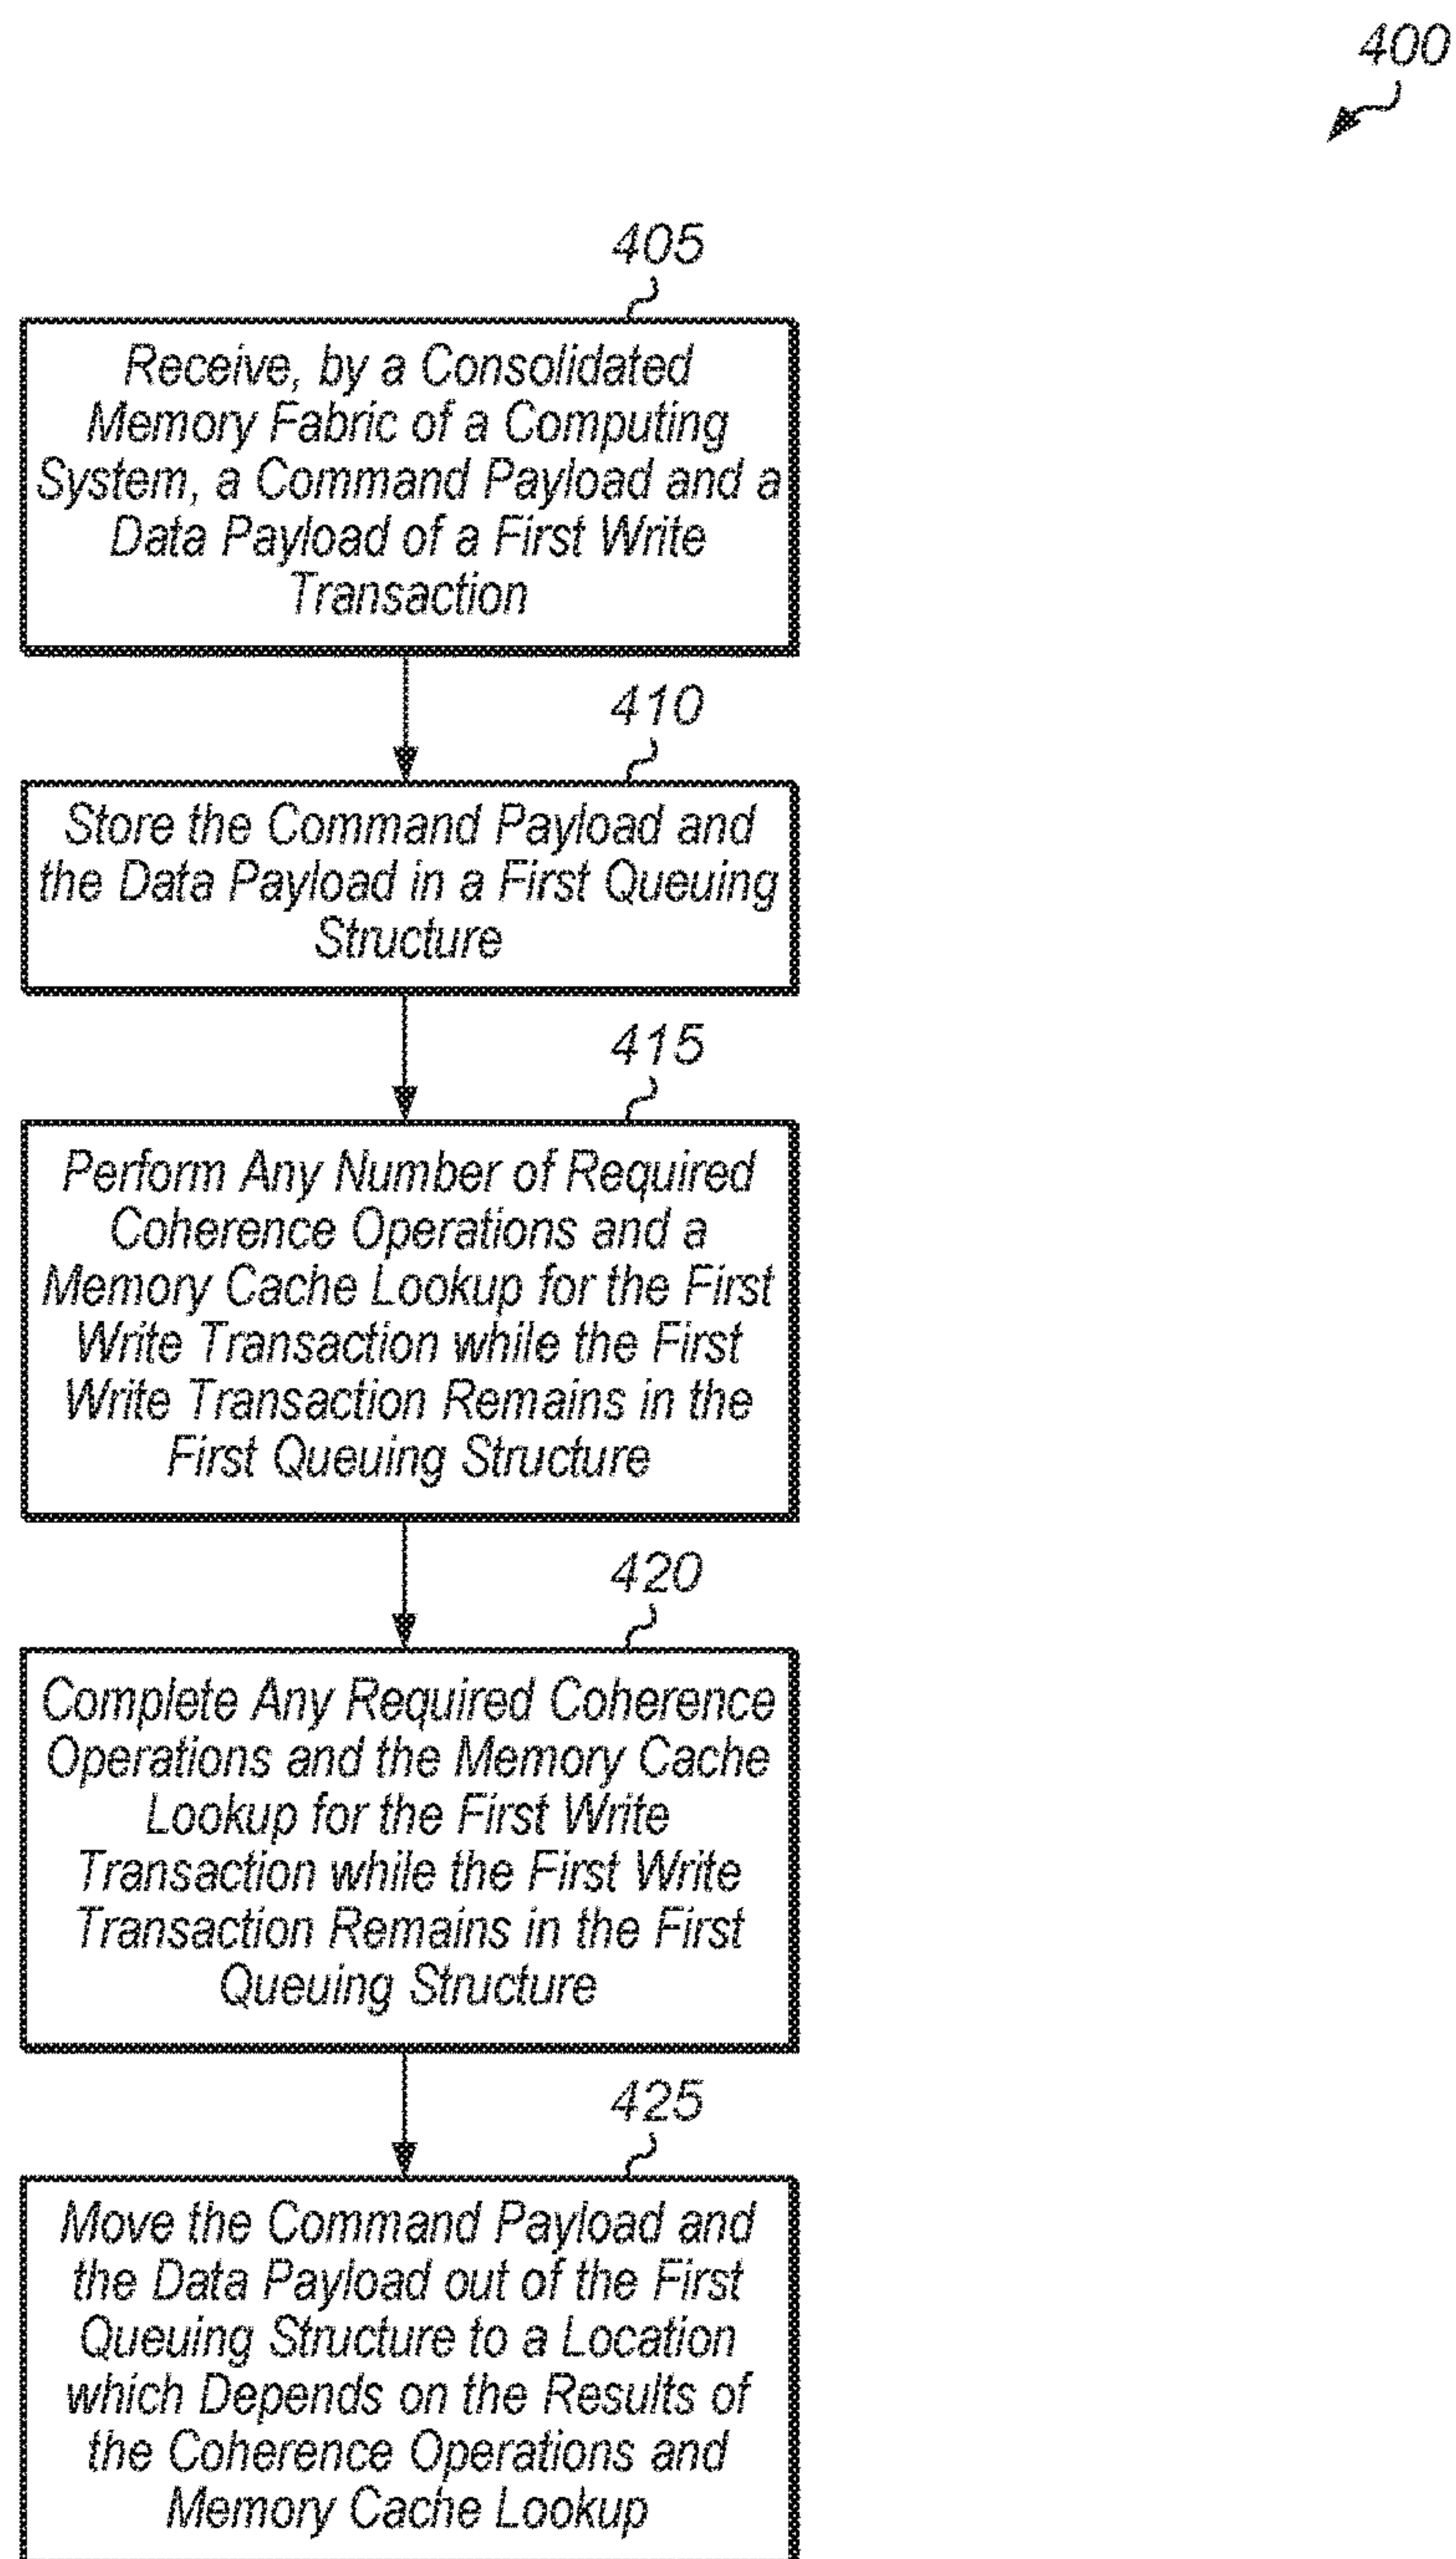 400
405
Receive, by a Consolidated
Memory Fabric of a Computing
System, a Command Payload and a
Data Payload of a First Write
Transaction
410
Store the Command Payload and
the Data Payload in a First Queuing
Structure
415
Perform Any Number of Required
Coherence Operations and a
Memory Cache Lookup for the First
Write Transaction while the First
Write Transaction Remains in the
First Queuing Structure
420
Complete Any Required Coherence
Operations and the Memory Cache
Lookup for the First Write
Transaction while the First Write
Transaction Remains in the First
Queuing Structure
425
Move the Command Payload and
the Data Payload out of the First
Queuing Structure to a Location
which Depends on the Results of
the Coherence Operations and
Memory Cache Lookup